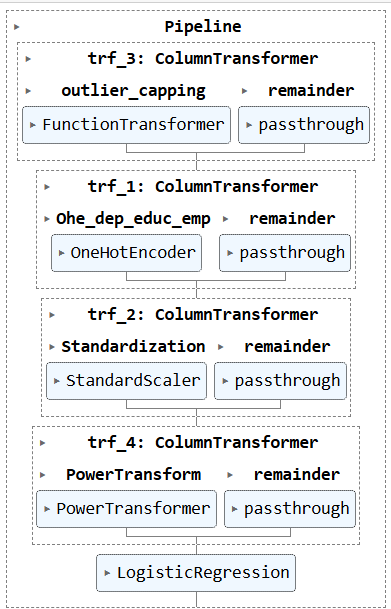 Pipeline
trf_3: ColumnTransformer
outlier_capping remainder
FunctionTransformer passthrough
trf_1: ColumnTransformer
Ohe_dep_educ_emp remainder
OneHotEncoder passthrough
trf_2: ColumnTransformer
Standardization remainder
StandardScaler passthrough
trf_4: ColumnTransformer
PowerTransform remainder
PowerTransformer passthrough
LogisticRegression